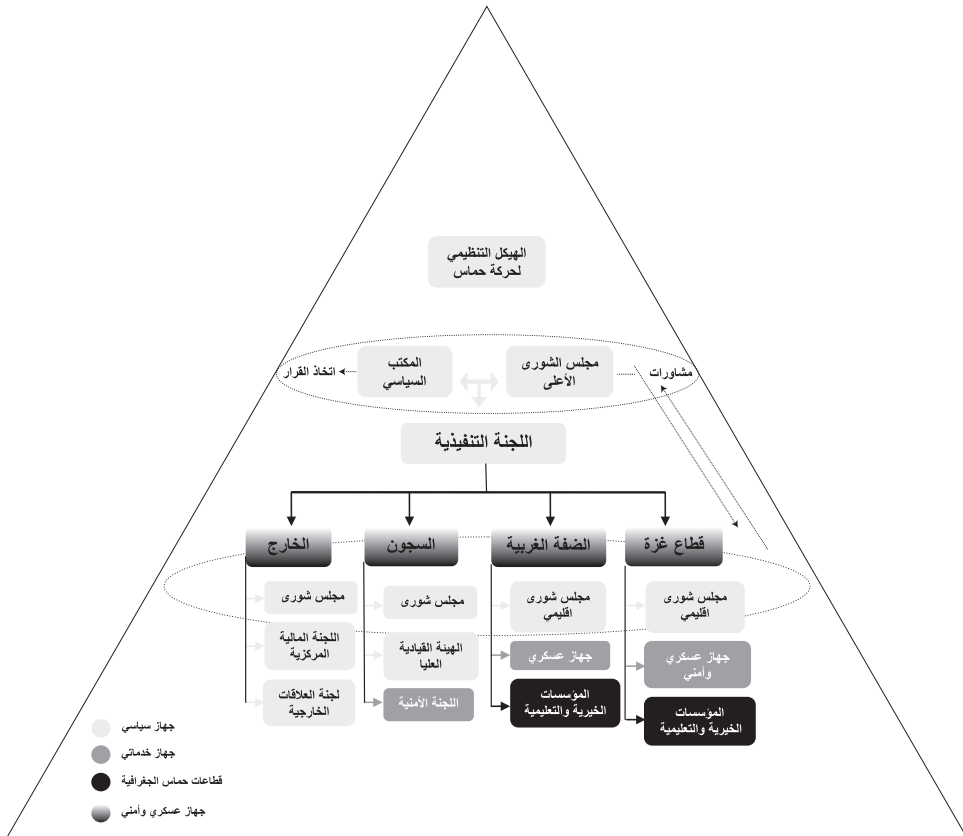 الهيكل التنظيمي
لحركة حماس
مشاورات
مجلس الشورى
الأعلى
المكتب
السياسي
اتخاذ القرار
اللجنة التنفيذية
قطاع غزة
الضفة الغربية
السجون
الخارج
مجلس شورى
اقليمي
جهاز عسكري
وأمني
المؤسسات
الخيرية والتعليمية
مجلس شورى
اقليمي
جهاز عسكري
المؤسسات
الخيرية والتعليمية
مجلس شورى
الهيئة القيادية
العليا
اللجنة الأمنية
مجلس شورى
اللجنة المالية
المركزية
لجنة العلاقات
الخارجية
جهاز سياسي
جهاز خدماتي
قطاعات حماس الجغرافية
جهاز عسكري وأمني